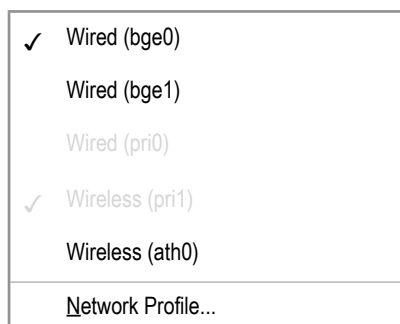 ✓ Wired (bge0)
Wired (bge1)
Wired (pri0)
✓ Wireless (pri1)
Wireless (ath0)
Network Profile...